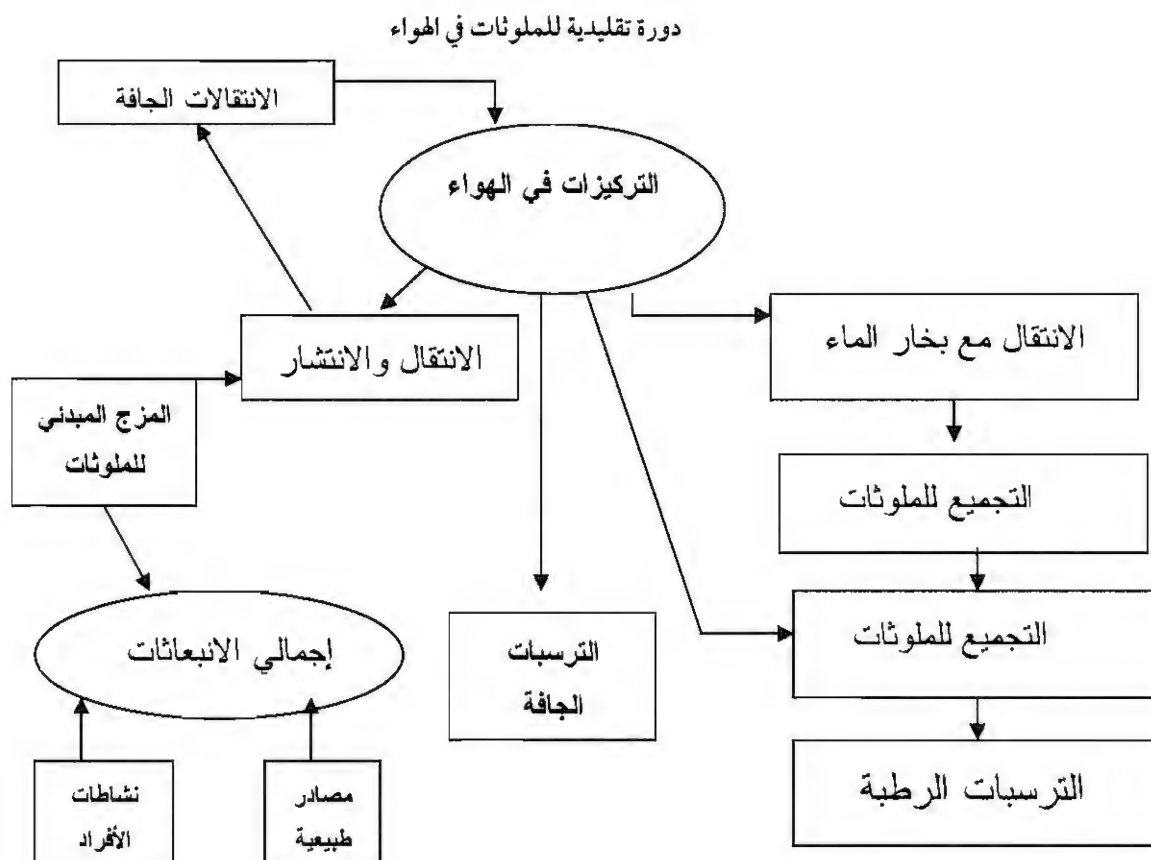 دورة تقليدية للملوثات في الهواء
الانتقالات الجافة
التركيزات في الهواء
الانتقال مع بخار الماء
الانتقال والانتشار
المزج المبدئي
للملوثات
التجميع للملوثات
التجميع للملوثات
الترسبات
الجافة
إجمالي الانبعاثات
الترسبات الرطبة
مصادر
طبيعية
نشاطات
الأفراد